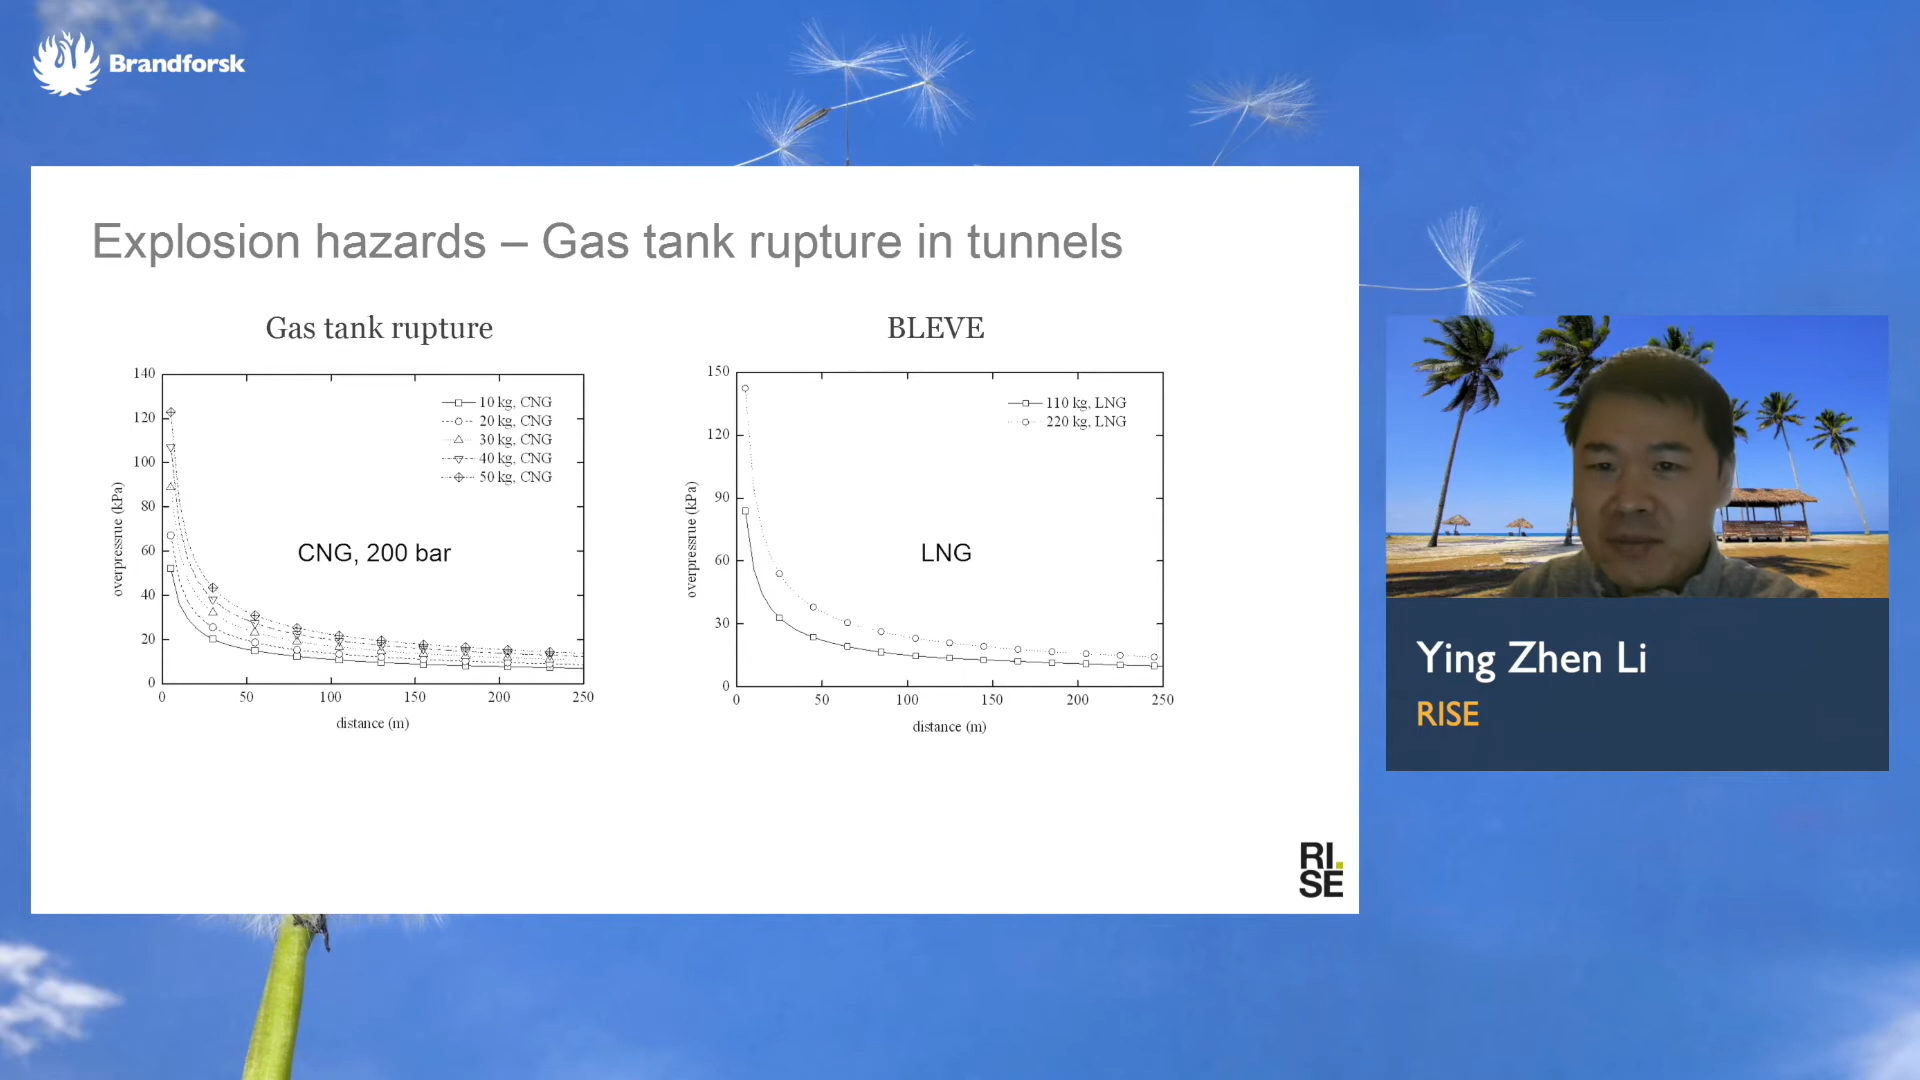 Brandforsk
Explosion hazards – Gas tank rupture in tunnels
Gas tank rupture
140
120
100
80
60
40
20
0
0 50 100 150 200 250
overpressure (kPa)
distance (m)
10 kg, CNG
20 kg, CNG
30 kg, CNG
40 kg, CNG
50 kg, CNG
CNG, 200 bar
BLEVE
150
120
90
60
30
0
0 50 100 150 200 250
overpressure (kPa)
distance (m)
110 kg, LNG
220 kg, LNG
LNG
Ying Zhen Li
RISE
RI.
SE